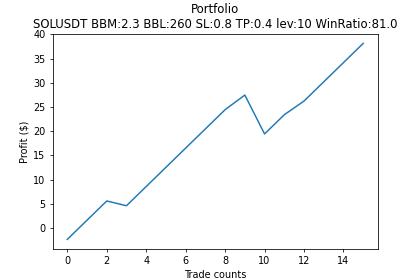 Portfolio
SOLUSDT BBM:2.3 BBL:260 SL:0.8 TP:0.4 lev:10 WinRatio:81.0
40
35
30
25
20
15
10
5
0
Profit ($)
0 2 4 6 8 10 12 14
Trade counts